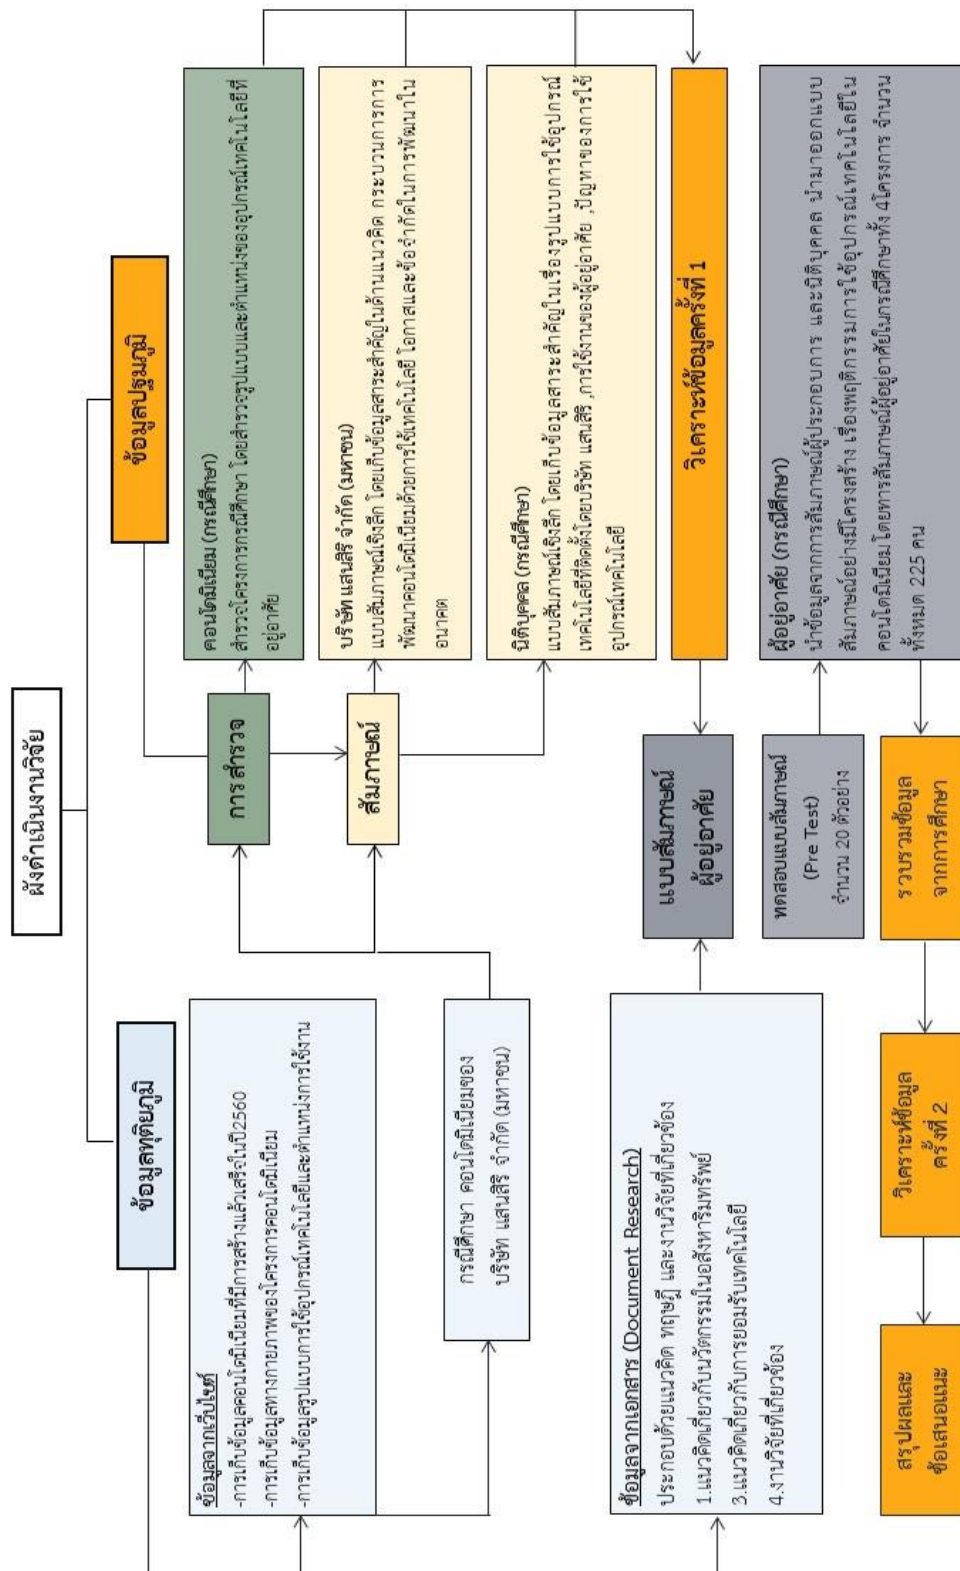 ผังดำเนินงานวิจัย
ข้อมูลทุติยภูมิ
ข้อมูลปฐมภูมิ
ข้อมูลจากเว็บไซต์
-การเก็บข้อมูลคอนโดมิเนียมที่มีการสร้างแล้วเสร็จในปี2560
-การเก็บข้อมูลทางกายภาพของโครงการคอนโดมิเนียม
-การเก็บข้อมูลรูปแบบการใช้อุปกรณ์เทคโนโลยีและตำแหน่งการใช้งาน
การสำรวจ
คอนโดมิเนียม (กรณีศึกษา)
สำรวจโครงการกรณีศึกษา โดยสำรวจรูปแบบและตำแหน่งของอุปกรณ์เทคโนโลยีที่
อยู่อาศัย
สัมภาษณ์
บริษัท แสนสิริ จำกัด (มหาชน)
แบบสัมภาษณ์เชิงลึก โดยเก็บข้อมูลสาระสำคัญในด้านแนวคิด กระบวนการการ
พัฒนาคอนโดมิเนียมด้วยการใช้เทคโนโลยี โอกาสและข้อจำกัดในการพัฒนาใน
อนาคต
กรณีศึกษา คอนโดมิเนียมของ
บริษัท แสนสิริ จำกัด (มหาชน)
นิติบุคคล (กรณีศึกษา)
แบบสัมภาษณ์เชิงลึก โดยเก็บข้อมูลสาระสำคัญในเรื่องรูปแบบการใช้อุปกรณ์
เทคโนโลยีที่ติดตั้งโดยบริษัท แสนสิริ ,การใช้งานของผู้อยู่อาศัย ,ปัญหาของการใช้
อุปกรณ์เทคโนโลยี
ข้อมูลจากเอกสาร (Document Research)
ประกอบด้วยแนวคิด ทฤษฎี และงานวิจัยที่เกี่ยวข้อง
1.แนวคิดเกี่ยวกับนวัตกรรมในอสังหาริมทรัพย์
3.แนวคิดเกี่ยวกับการยอมรับเทคโนโลยี
4.งานวิจัยที่เกี่ยวข้อง
แบบสัมภาษณ์
ผู้อยู่อาศัย
วิเคราะห์ข้อมูลครั้งที่ 1
ทดสอบแบบสัมภาษณ์
(Pre Test)
จำนวน 20 ตัวอย่าง
ผู้อยู่อาศัย (กรณีศึกษา)
นำข้อมูลจากการสัมภาษณ์ผู้ประกอบการ และนิติบุคคล นำมาออกแบบ
สัมภาษณ์อย่างมีโครงสร้าง เรื่องพฤติกรรมการใช้อุปกรณ์เทคโนโลยีใน
คอนโดมิเนียม โดยทารสัมภาษณ์ผู้อยู่อาศัยในกรณีศึกษาทั้ง 4โครงการ จำนวน
ทั้งหมด 225 คน
สรุปผลและ
ข้อเสนอแนะ
วิเคราะห์ข้อมูล
ครั้งที่ 2
รวบรวมข้อมูล
จากการศึกษา